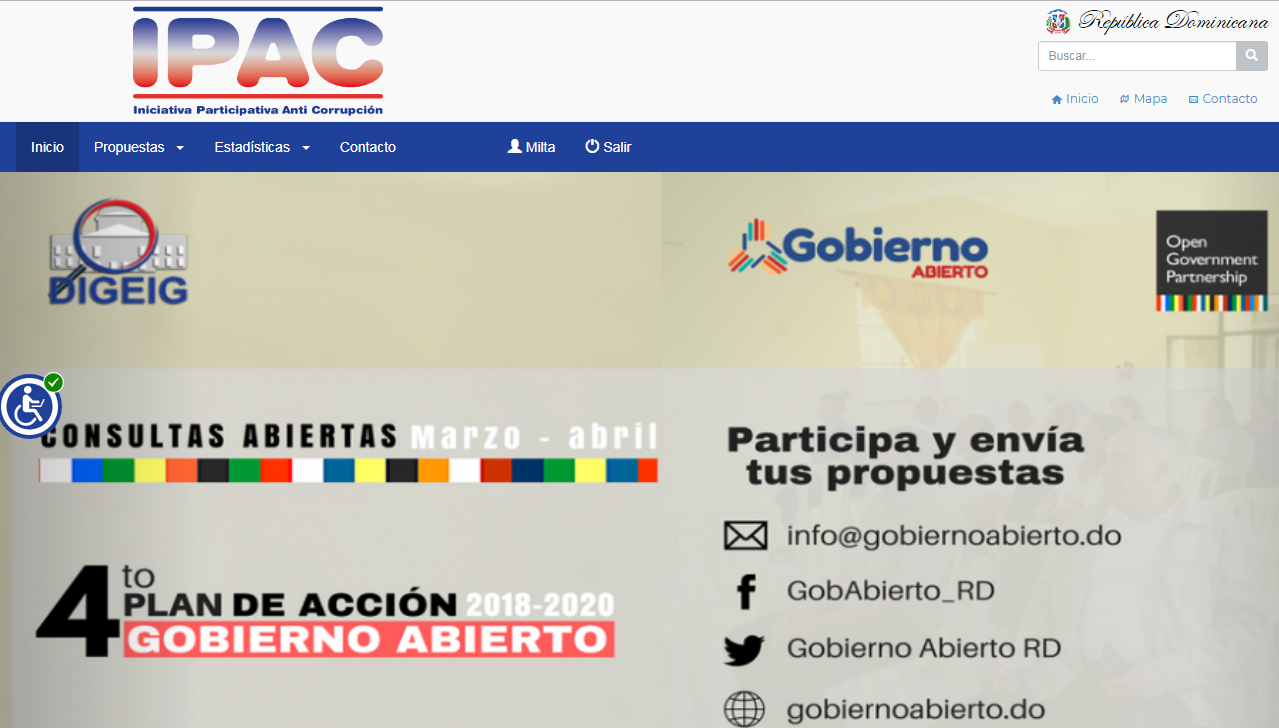 IPAC
Iniciativa Participativa Anti Corrupción
República Dominicana
Buscar...
Inicio Mapa Contacto
Inicio Propuestas Estadísticas Contacto Milta Salir
DIGEIG
Gobierno
ABIERTO
Open
Government
Partnership
CONSULTAS ABIERTAS Marzo - abril
4to
PLAN DE ACCIÓN 2018-2020
GOBIERNO ABIERTO
Participa y envía
tus propuestas
info@gobiernoabierto.do
GobAbierto_RD
Gobierno Abierto RD
gobiernoabierto.do